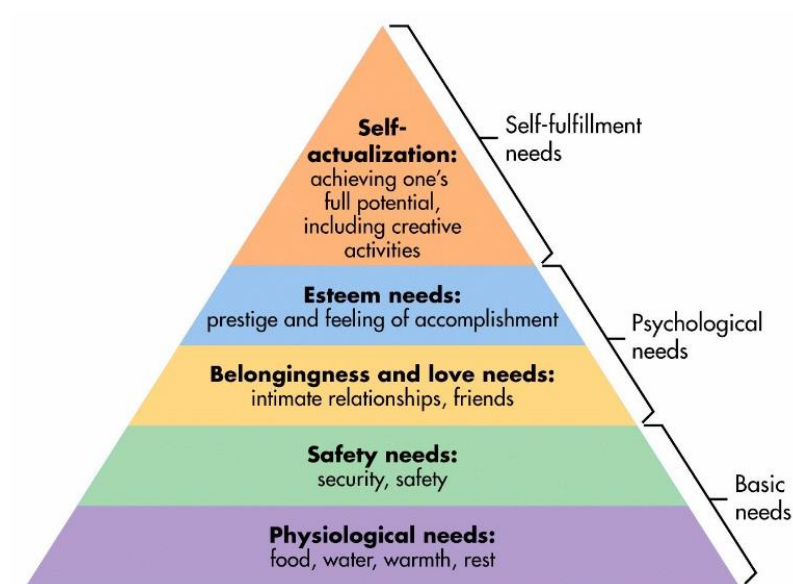 Self-
actualization:
achieving one's
full potential,
including creative
activities
Self-fulfillment
needs
Esteem needs:
prestige and feeling of accomplishment
Psychological
needs
Belongingness and love needs:
intimate relationships, friends
Safety needs:
security, safety
Basic
needs
Physiological needs:
food, water, warmth, rest